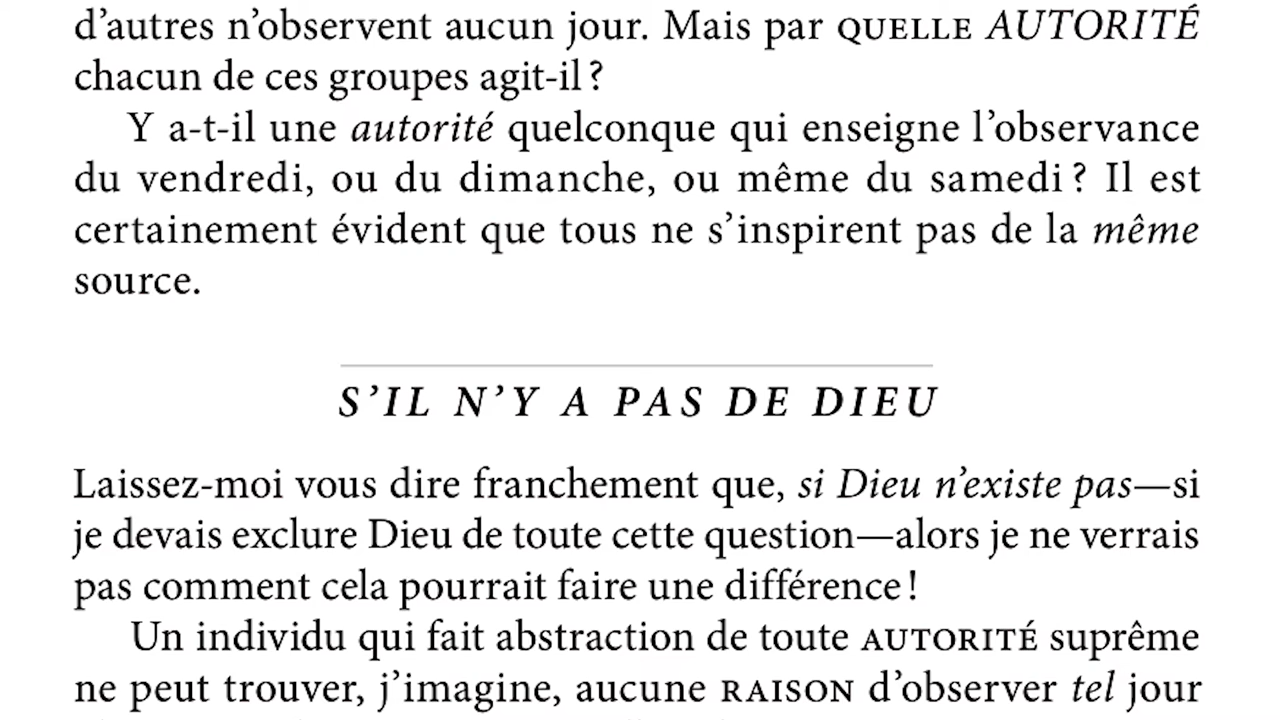 d’autres n’observent aucun jour. Mais par QUELLE AUTORITÉ
chacun de ces groupes agit-il ?
Y a-t-il une autorité quelconque qui enseigne l’observance
du vendredi, ou du dimanche, ou même du samedi ? Il est
certainement évident que tous ne s’inspirent pas de la même
source.
S’IL N’Y A PAS DE DIEU
Laissez-moi vous dire franchement que, si Dieu n’existe pas—si
je devais exclure Dieu de toute cette question—alors je ne verrais
pas comment cela pourrait faire une différence !
Un individu qui fait abstraction de toute AUTORITÉ suprême
ne peut trouver, j’imagine, aucune RAISON d’observer tel jour